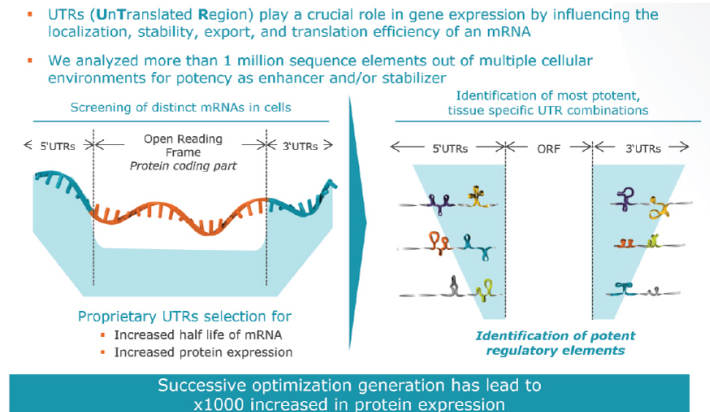 UTRs (UnTranslated Region) play a crucial role in gene expression by influencing the
localization, stability, export, and translation efficiency of an mRNA
We analyzed more than 1 million sequence elements out of multiple cellular
environments for potency as enhancer and/or stabilizer
Screening of distinct mRNAs in cells
5'UTRs
Open Reading
Frame
Protein coding part
3'UTRs
Proprietary UTRs selection for
Increased half life of mRNA
Increased protein expression
Identification of most ptotent,
tissue specific UTR combinations
5'UTRs
ORF
3'UTRs
Identification of potent
regulatory elements
Successive optimization generation has lead to
x1000 increased in protein expression